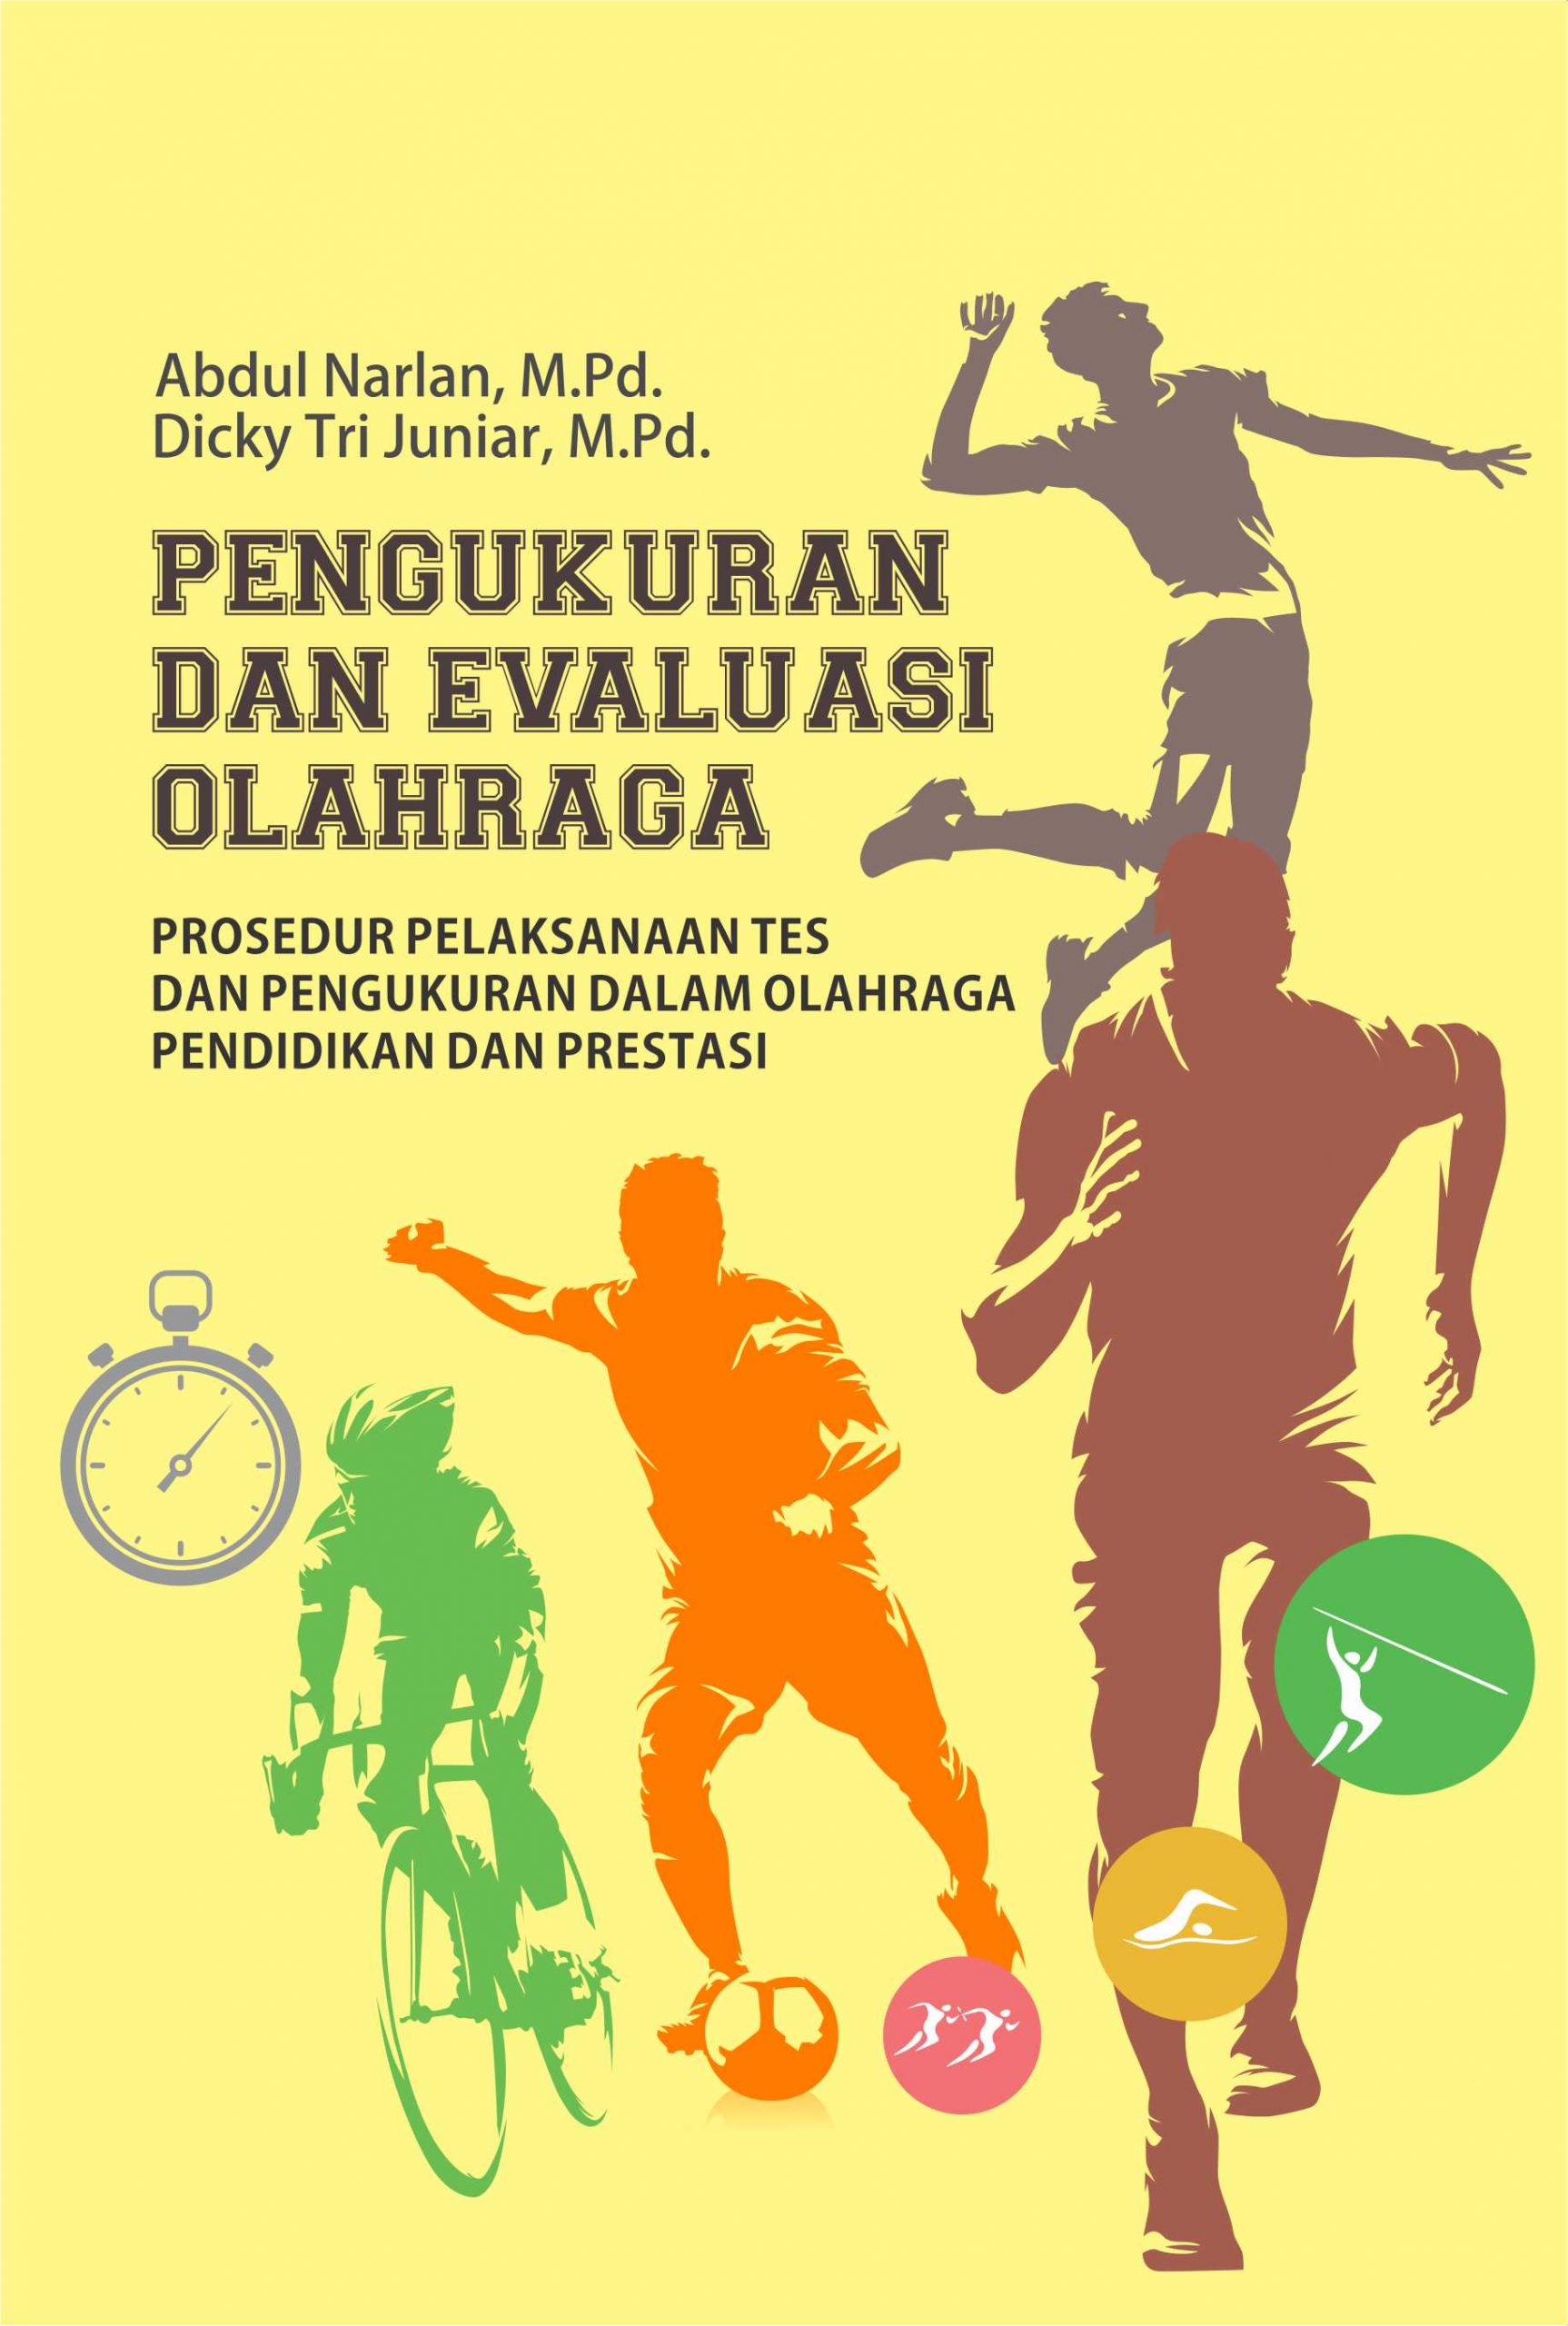 Abdul Narlan, M.Pd.
Dicky Tri Juniar, M.Pd.
PENGUKURAN
DAN EVALUASI
OLAHRAGA
PROSEDUR PELAKSANAAN TES
DAN PENGUKURAN DALAM OLAHRAGA
PENDIDIKAN DAN PRESTASI